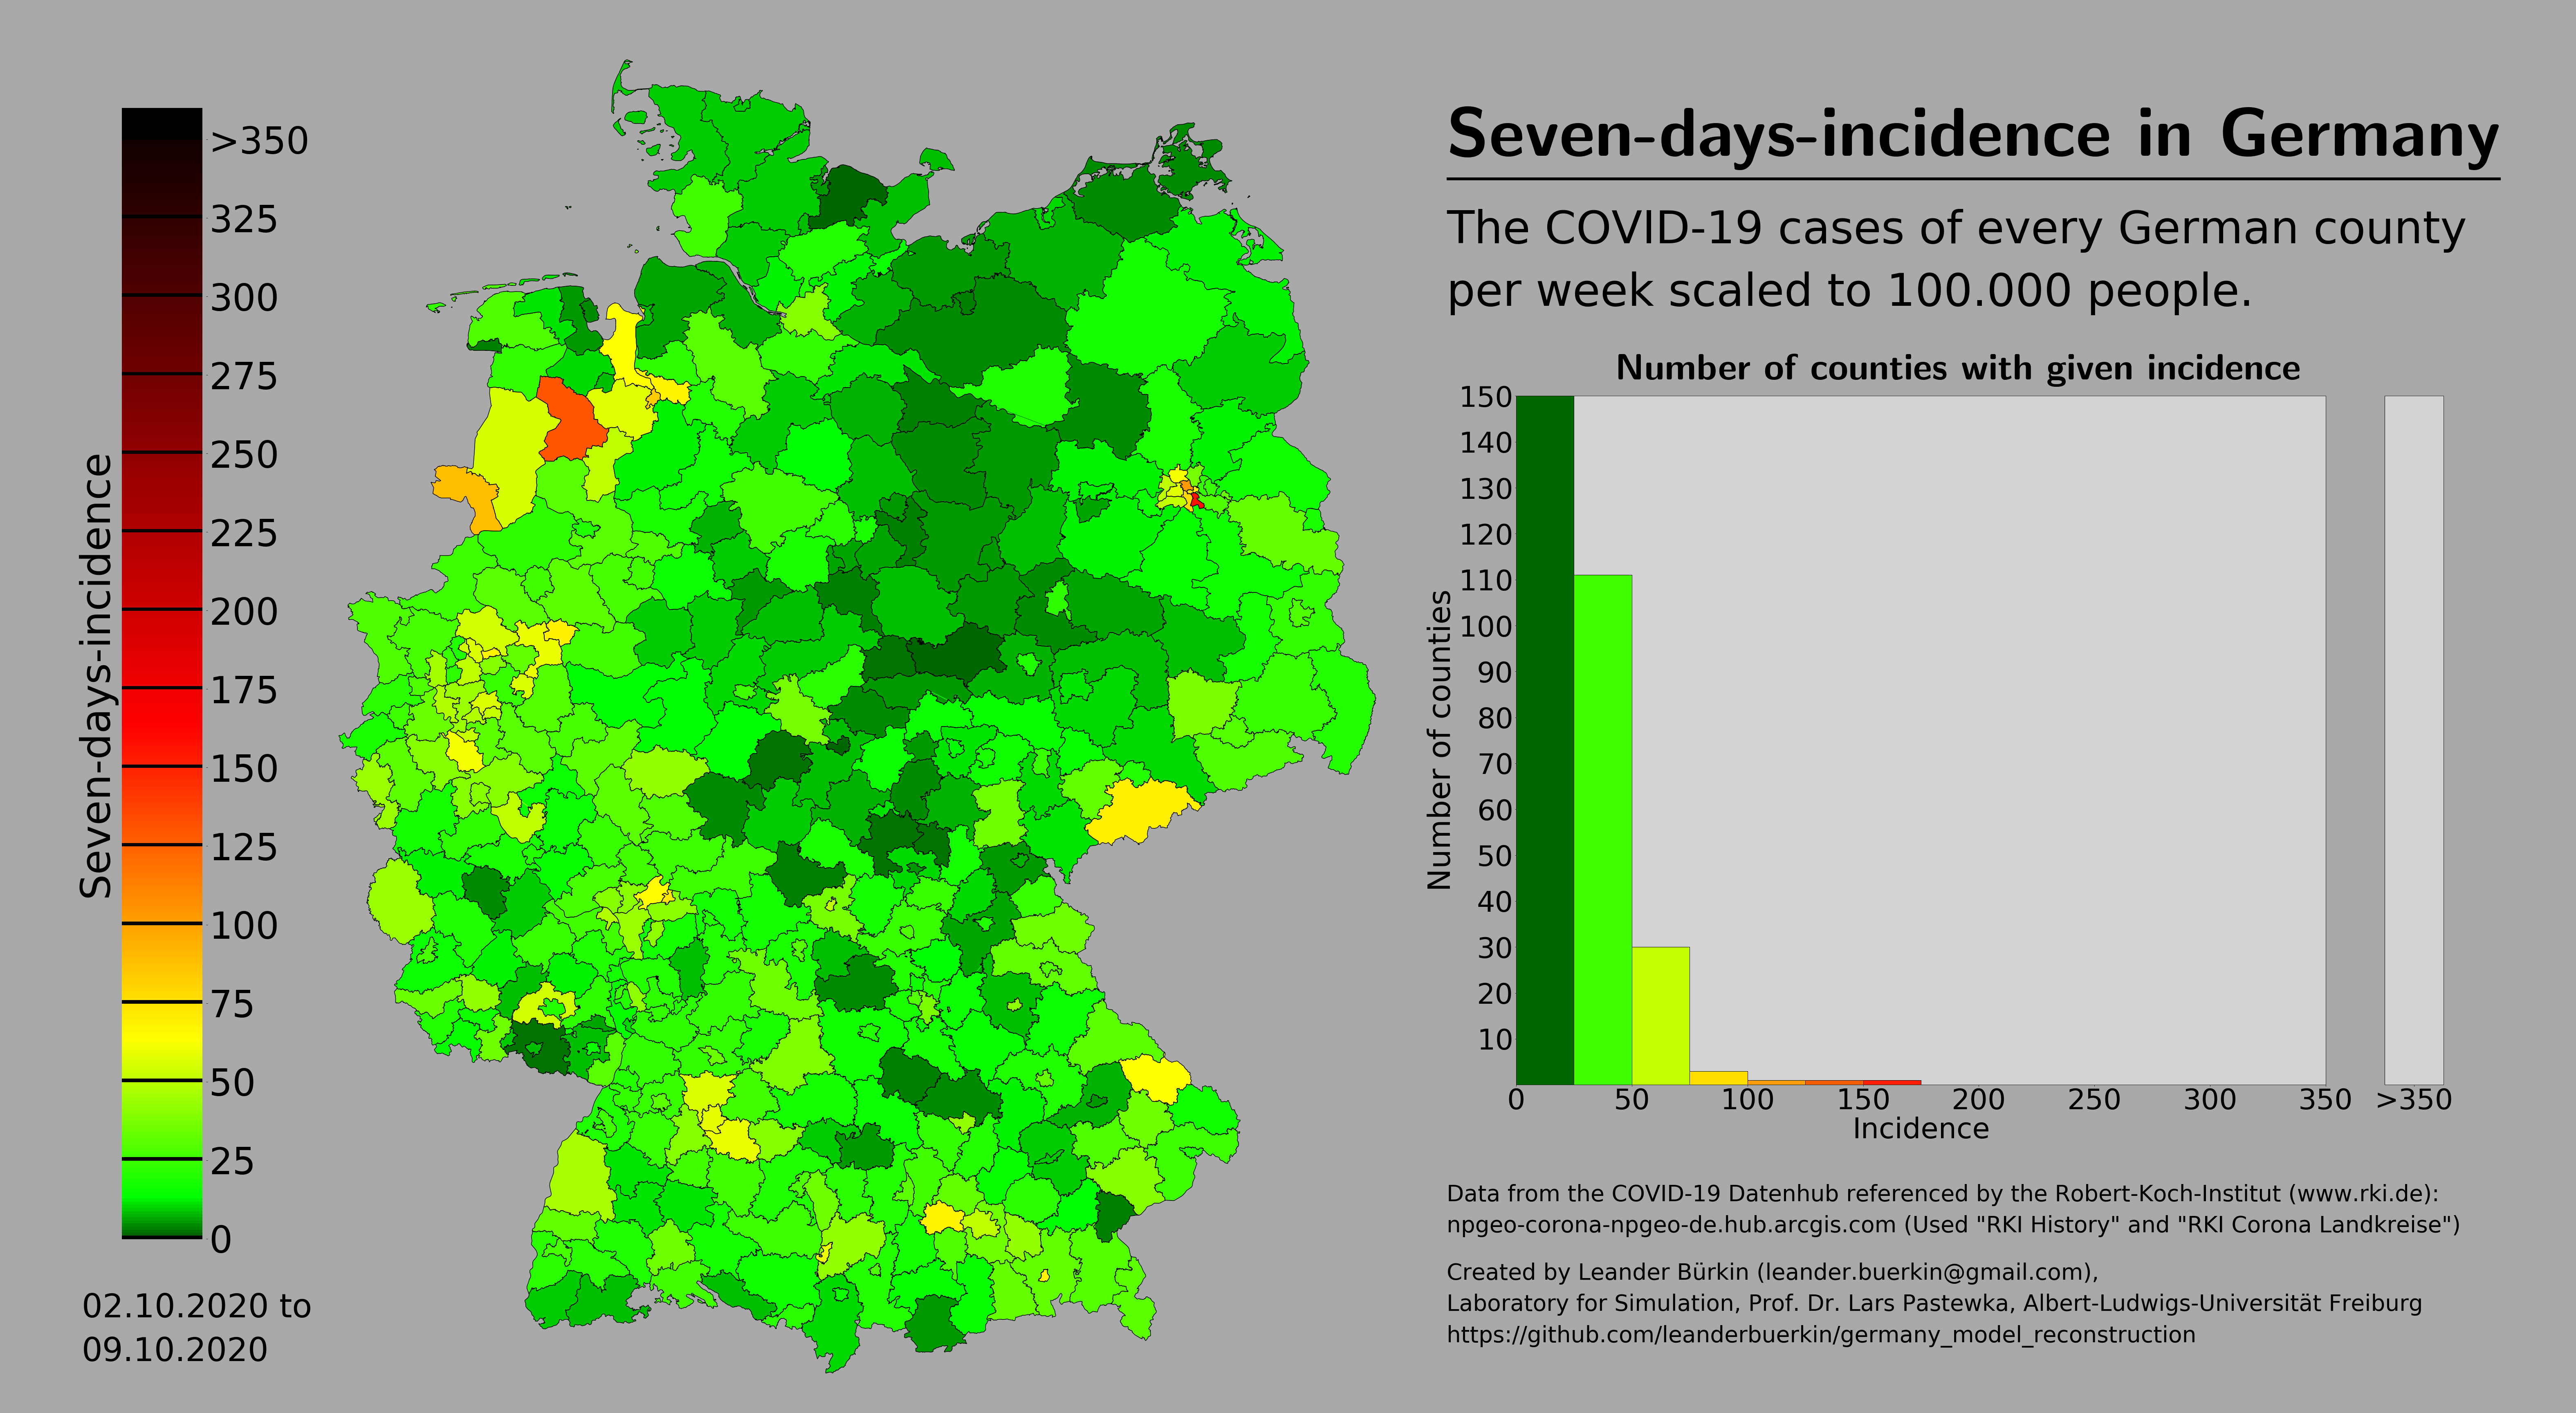 Seven-days-incidence
>350
325
300
275
250
225
200
175
150
125
100
75
50
25
0
02.10.2020 to
09.10.2020
Seven-days-incidence in Germany
The COVID-19 cases of every German county
per week scaled to 100.000 people.
Number of counties with given incidence
Number of counties
150
140
130
120
110
100
90
80
70
60
50
40
30
20
10
0 50 100 150 200 250 300 350 >350
Incidence
Data from the COVID-19 Datenhub referenced by the Robert-Koch-Institut (www.rki.de):
npgeo-corona-npgeo-de.hub.arcgis.com (Used "RKI History" and "RKI Corona Landkreise")
Created by Leander Bürkin (leander.buerkin@gmail.com),
Laboratory for Simulation, Prof. Dr. Lars Pastewka, Albert-Ludwigs-Universität Freiburg
https://github.com/leanderbuerkin/germany_model_reconstruction